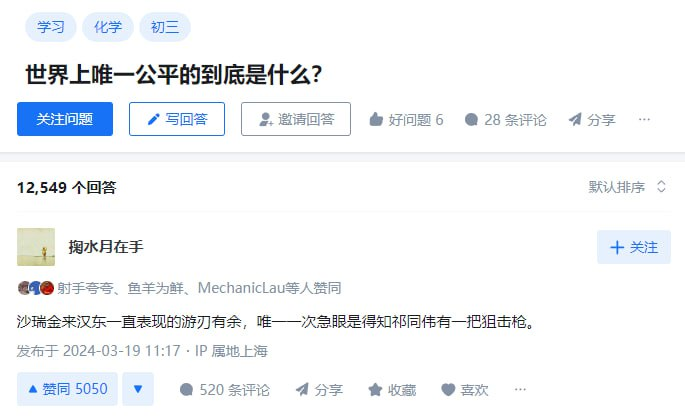 学习 化学 初三
世界上唯一公平的到底是什么?
关注问题 写回答 邀请回答 好问题 6 28 条评论 分享 ···
12,549 个回答 默认排序
掬水月在手 + 关注
射手夸夸、鱼羊为鲜、MechanicLau等人赞同
沙瑞金来汉东一直表现的游刃有余，唯一一次急眼是得知祁同伟有一把狙击枪。
发布于 2024-03-19 11:17 · IP 属地上海
赞同 5050 520 条评论 分享 收藏 喜欢 ···